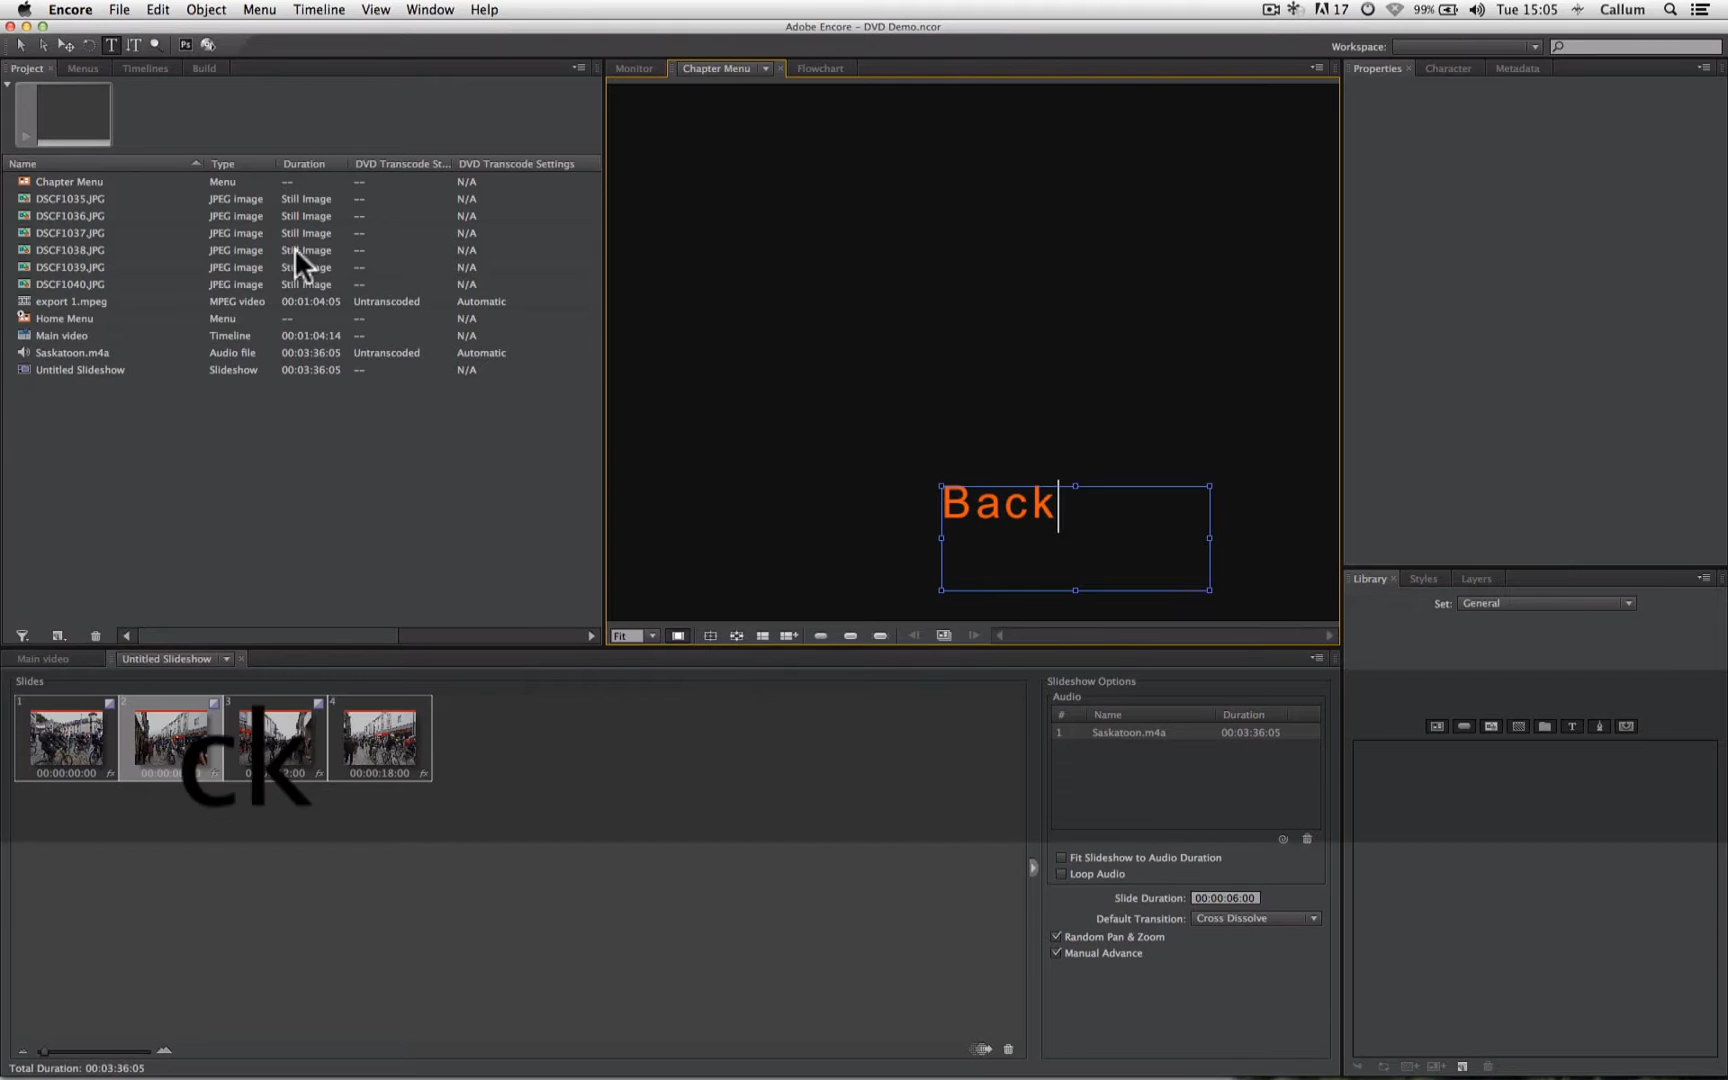 Encore File Edit Object Menu Timeline View Window Help 17 99% Tue 15:05 Callum
Adobe Encore – DVD Demo.ncor
T IT Ps Workspace:
Project Menus Timelines Build
Monitor Chapter Menu Flowchart
Properties Character Metadata
Name Type Duration DVD Transcode St... DVD Transcode Settings
Chapter Menu Menu -- -- N/A
DSCF1035.JPG JPEG image Still Image -- N/A
DSCF1036.JPG JPEG image Still Image -- N/A
DSCF1037.JPG JPEG image Still Image -- N/A
DSCF1038.JPG JPEG image Still Image -- N/A
DSCF1039.JPG JPEG image Still Image -- N/A
DSCF1040.JPG JPEG image Still Image -- N/A
export 1.mpeg MPEG video 00:01:04:05 Untranscoded Automatic
Home Menu Menu -- -- N/A
Main video Timeline 00:01:04:14 -- N/A
Saskatoon.m4a Audio file 00:03:36:05 Untranscoded Automatic
Untitled Slideshow Slideshow 00:03:36:05 -- N/A
Back
Fit
Library Styles Layers
Set: General
T
Main video Untitled Slideshow
Slides
1 2 3 4
00:00:00:00 fx fx fx 00:00:18:00 fx
ck
Slideshow Options
Audio
# Name Duration
1 Saskatoon.m4a 00:03:36:05
Fit Slideshow to Audio Duration
Loop Audio
Slide Duration: 00:00:06:00
Default Transition: Cross Dissolve
Random Pan & Zoom
Manual Advance
Total Duration: 00:03:36:05